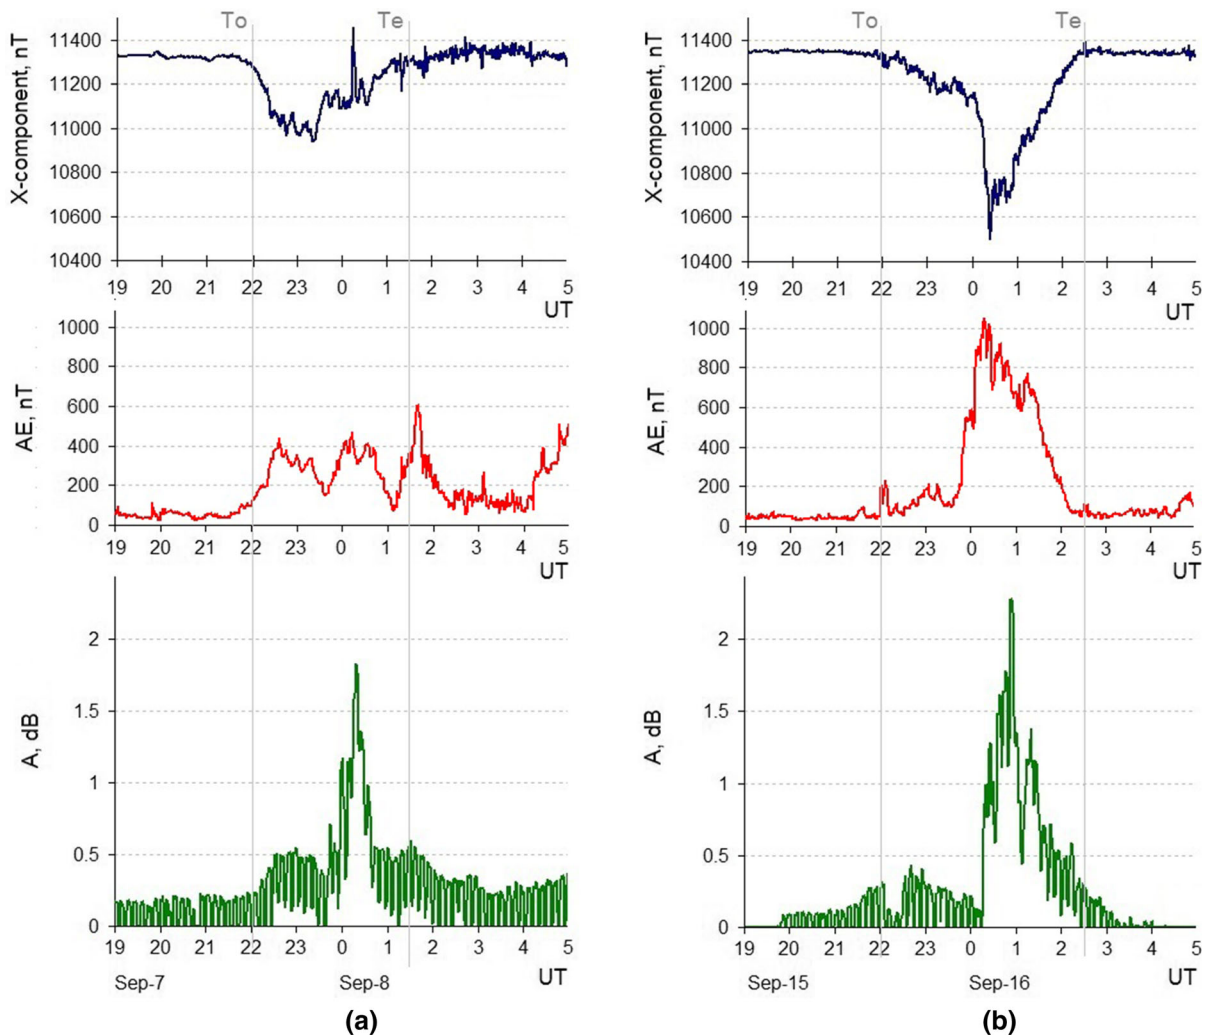 To Te
X-component, nT
11400
11200
11000
10800
10600
10400
19 20 21 22 23 0 1 2 3 4 5
UT
AE, nT
1000
800
600
400
200
0
19 20 21 22 23 0 1 2 3 4 5
UT
A, dB
2
1.5
1
0.5
0
19 20 21 22 23 0 1 2 3 4 5
Sep-7 Sep-8 UT
(a)
To Te
X-component, nT
11400
11200
11000
10800
10600
10400
19 20 21 22 23 0 1 2 3 4 5
UT
AE, nT
1000
800
600
400
200
0
19 20 21 22 23 0 1 2 3 4 5
UT
A, dB
2
1.5
1
0.5
0
19 20 21 22 23 0 1 2 3 4 5
Sep-15 Sep-16 UT
(b)